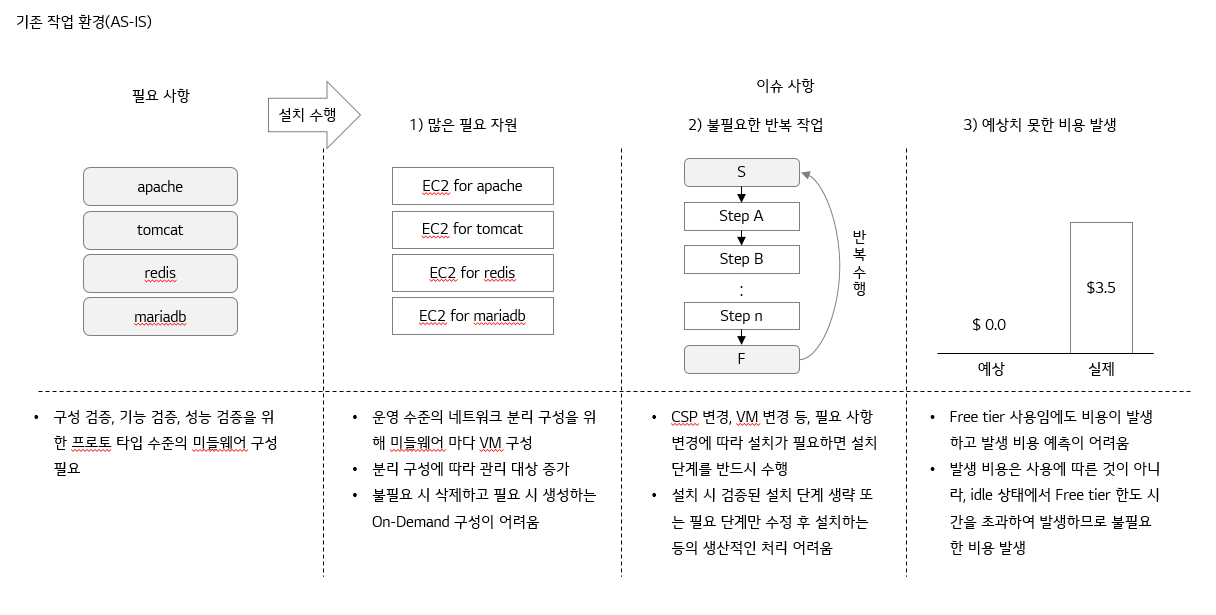 기존 작업 환경(AS-IS)
필요 사항
설치 수행
이슈 사항
1) 많은 필요 자원
2) 불필요한 반복 작업
3) 예상치 못한 비용 발생
apache
tomcat
redis
mariadb
EC2 for apache
EC2 for tomcat
EC2 for redis
EC2 for mariadb
S
Step A
Step B
:
Step n
F
반복수행
$ 0.0
$3.5
예상
실제
• 구성 검증, 기능 검증, 성능 검증을 위
한 프로토 타입 수준의 미들웨어 구성
필요
• 운영 수준의 네트워크 분리 구성을 위
해 미들웨어 마다 VM 구성
• 분리 구성에 따라 관리 대상 증가
• 불필요 시 삭제하고 필요 시 생성하는
On-Demand 구성이 어려움
• CSP 변경, VM 변경 등, 필요 사항
변경에 따라 설치가 필요하면 설치
단계를 반드시 수행
• 설치 시 검증된 설치 단계 생략 또
는 필요 단계만 수정 후 설치하는
등의 생산적인 처리 어려움
• Free tier 사용임에도 비용이 발생
하고 발생 비용 예측이 어려움
• 발생 비용은 사용에 따른 것이 아니
라, idle 상태에서 Free tier 한도 시
간을 초과하여 발생하므로 불필요
한 비용 발생